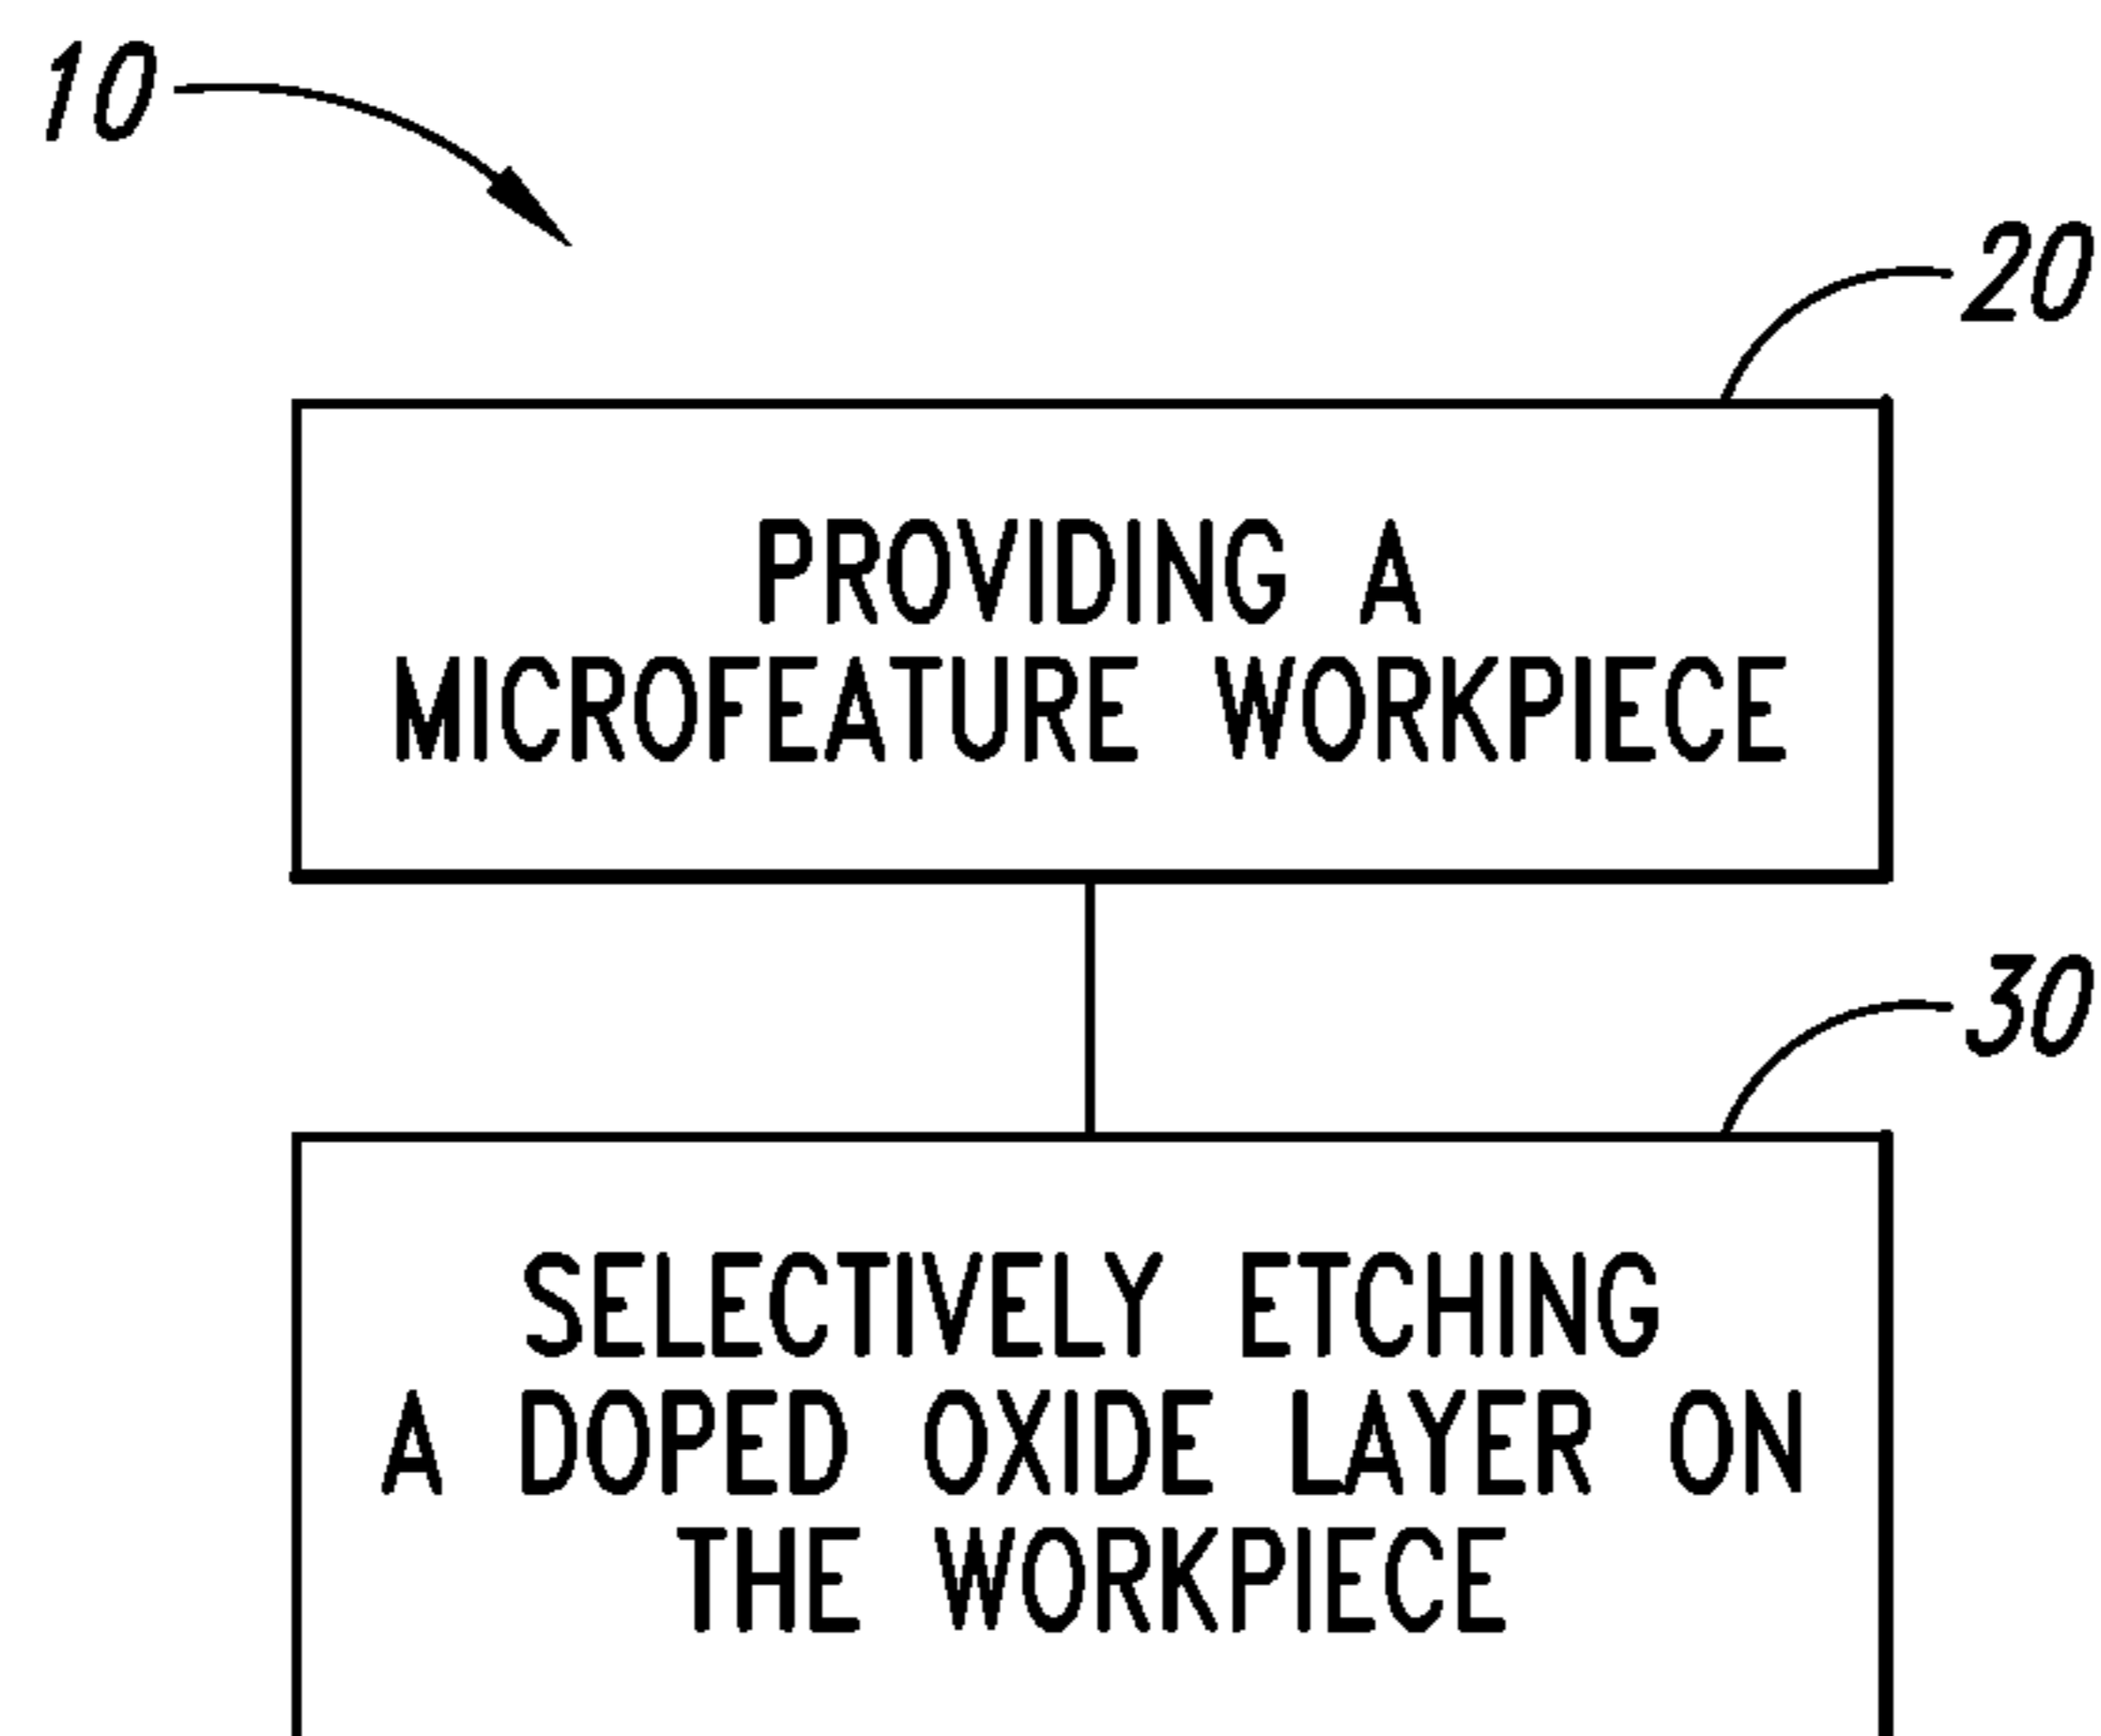 10
20
PROVIDING A
MICROFEATURE WORKPIECE
30
SELECTIVELY ETCHING
A DOPED OXIDE LAYER ON
THE WORKPIECE